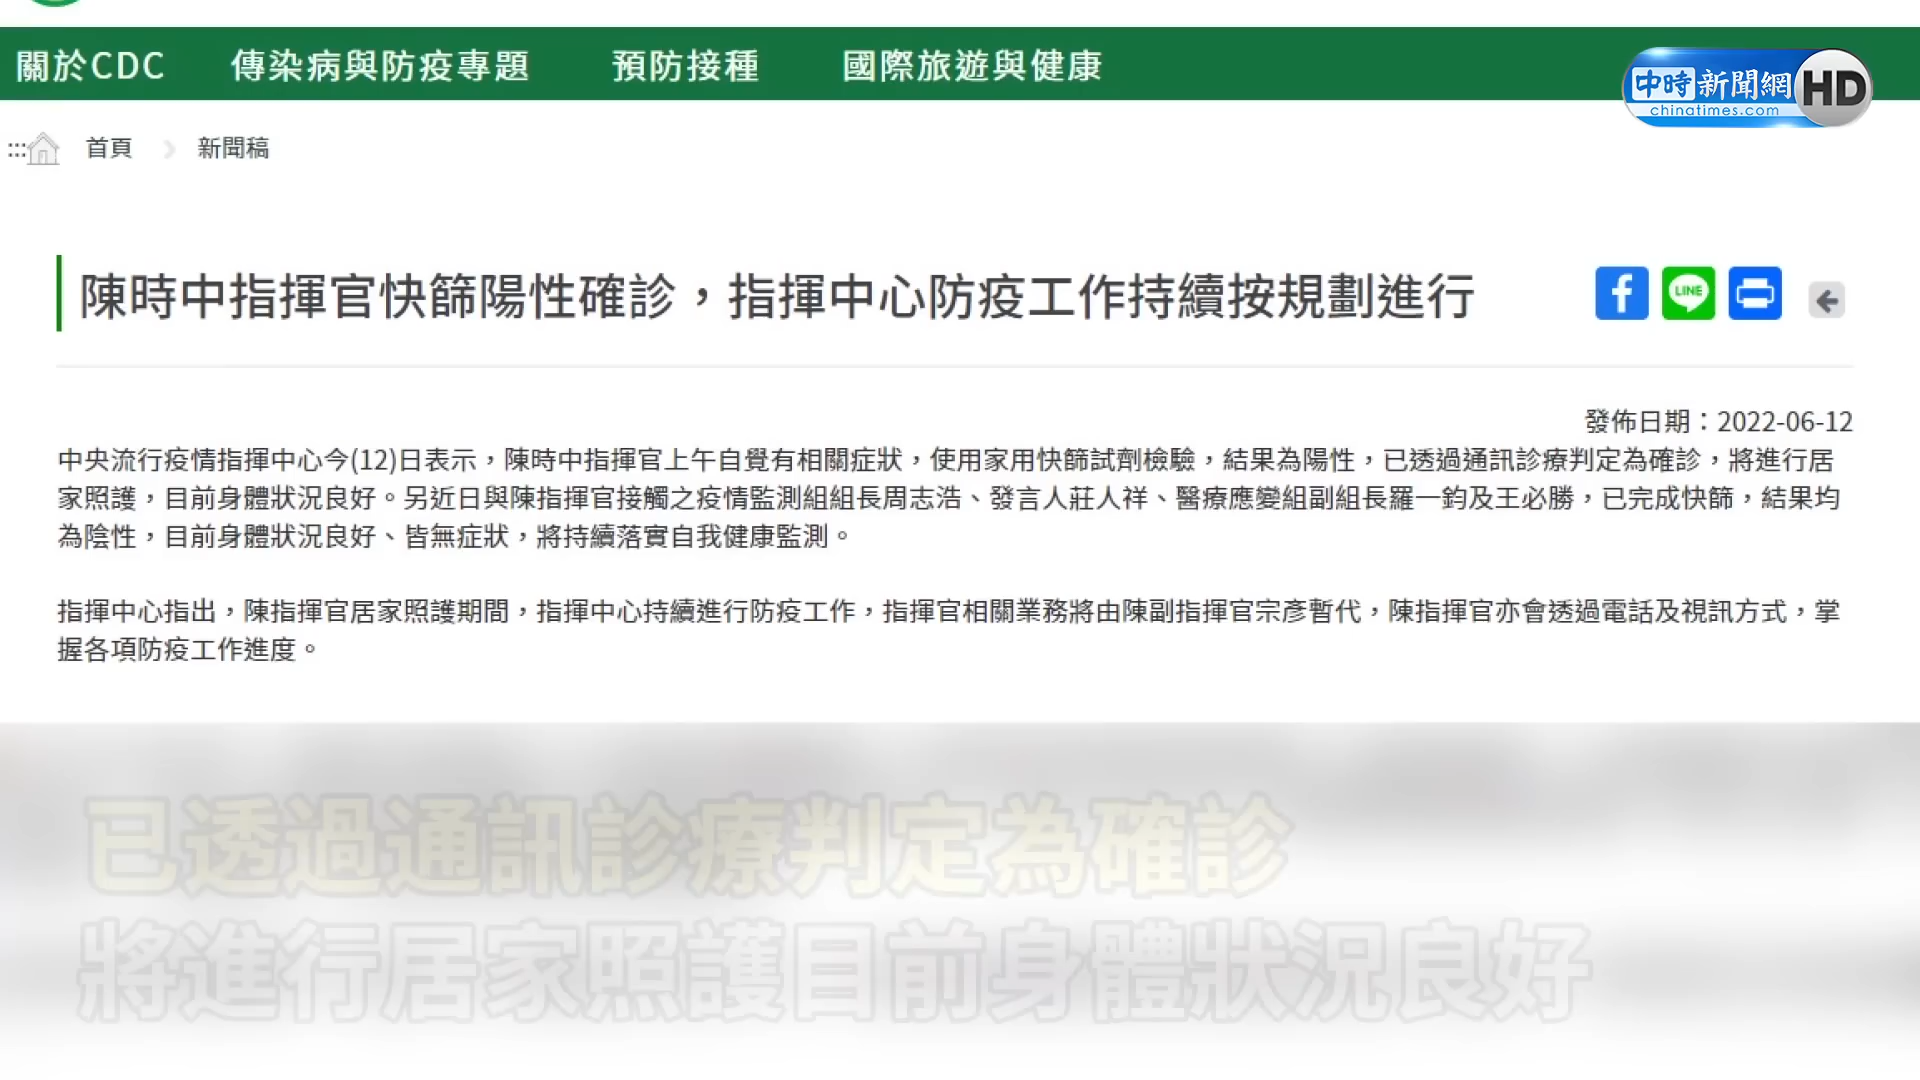 關於CDC 傳染病與防疫專題 預防接種 國際旅遊與健康
中時新聞網 HD
chinatimes.com
::: 首頁 新聞稿
陳時中指揮官快篩陽性確診，指揮中心防疫工作持續按規劃進行
LINE
發佈日期：2022-06-12
中央流行疫情指揮中心今(12)日表示，陳時中指揮官上午自覺有相關症狀，使用家用快篩試劑檢驗，結果為陽性，已透過通訊診療判定為確診，將進行居
家照護，目前身體狀況良好。另近日與陳指揮官接觸之疫情監測組組長周志浩、發言人莊人祥、醫療應變組副組長羅一鈞及王必勝，已完成快篩，結果均
為陰性，目前身體狀況良好、皆無症狀，將持續落實自我健康監測。
指揮中心指出，陳指揮官居家照護期間，指揮中心持續進行防疫工作，指揮官相關業務將由陳副指揮官宗彥暫代，陳指揮官亦會透過電話及視訊方式，掌
握各項防疫工作進度。
已透過通訊診療判定為確診
將進行居家照護目前身體狀況良好